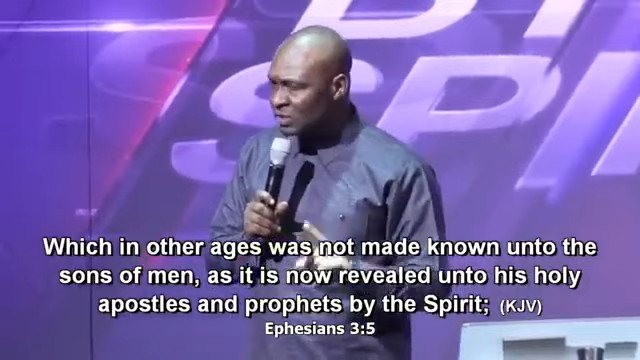 SPI
Which in other ages was not made known unto the
sons of men, as it is now revealed unto his holy
apostles and prophets by the Spirit; (KJV)
Ephesians 3:5